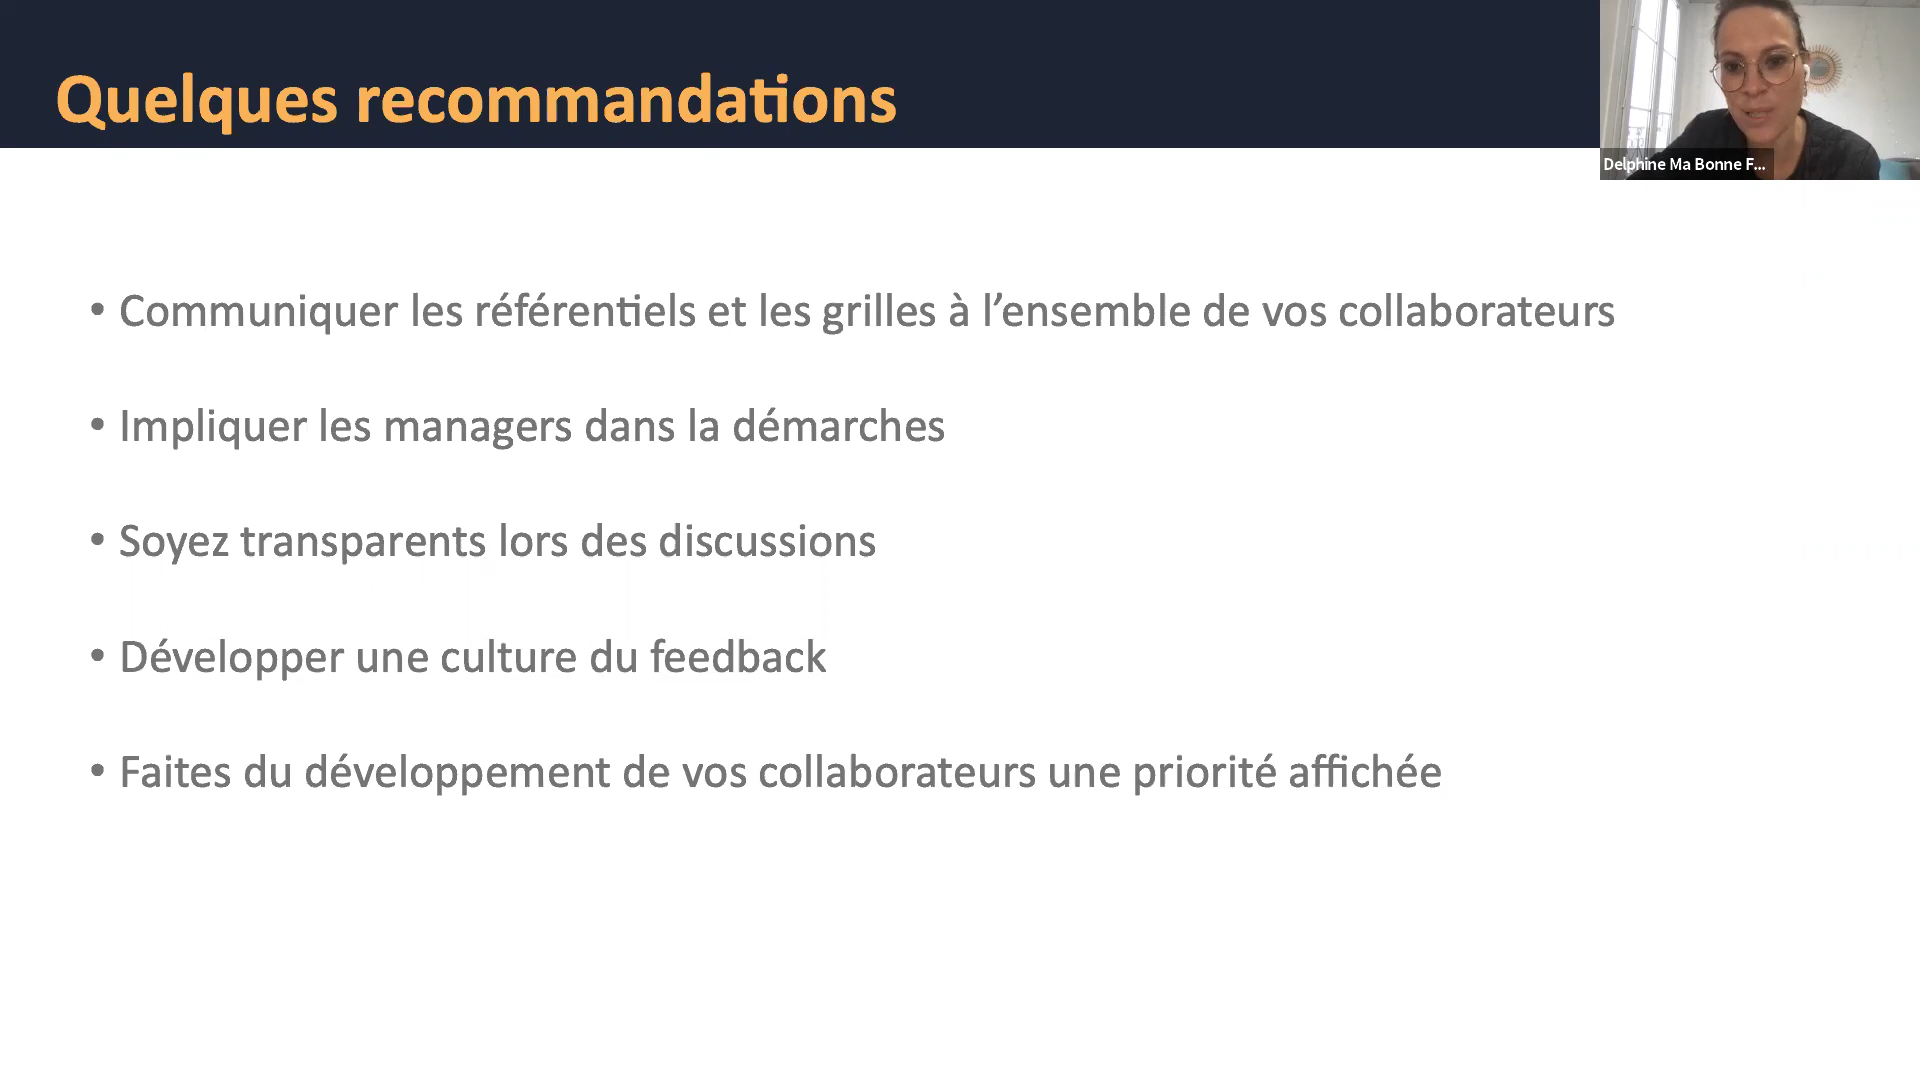 Quelques recommandations
Delphine Ma Bonne F...
• Communiquer les référentiels et les grilles à l’ensemble de vos collaborateurs
• Impliquer les managers dans la démarches
• Soyez transparents lors des discussions
• Développer une culture du feedback
• Faites du développement de vos collaborateurs une priorité affichée